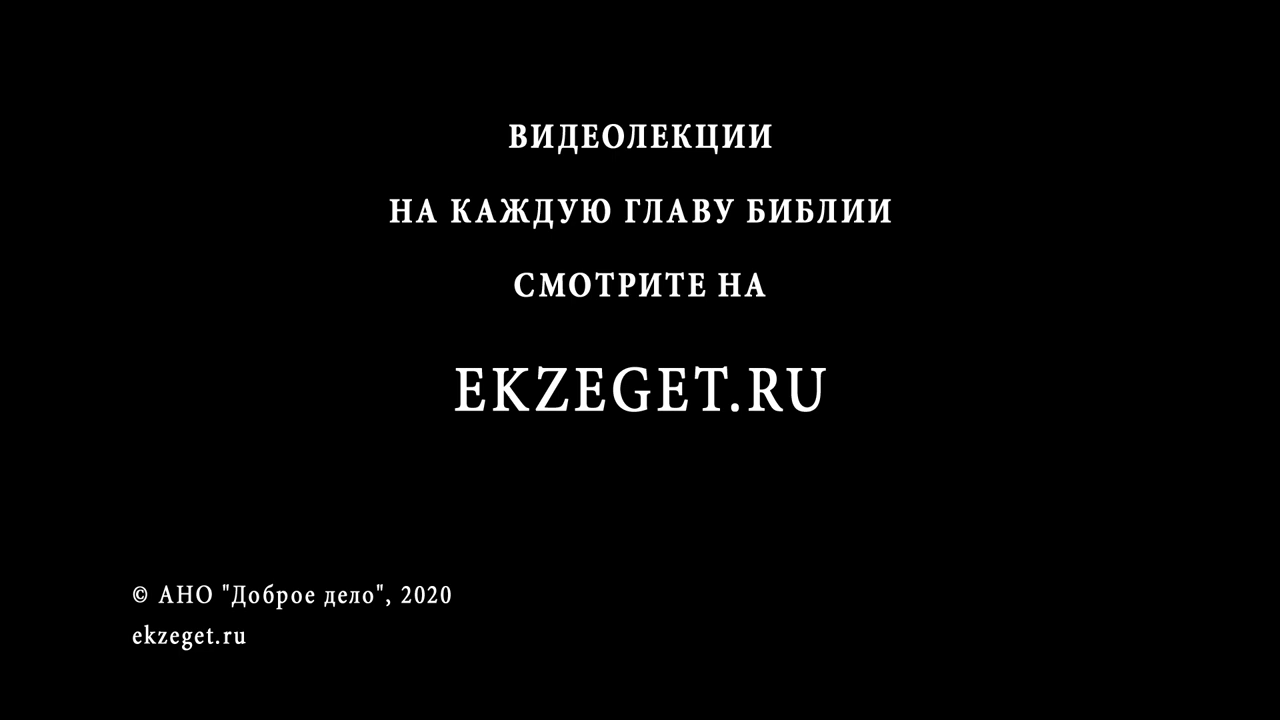 ВИДЕОЛЕКЦИИ
НА КАЖДУЮ ГЛАВУ БИБЛИИ
СМОТРИТЕ НА
EKZEGET.RU
© АНО "Доброе дело", 2020
ekzeget.ru